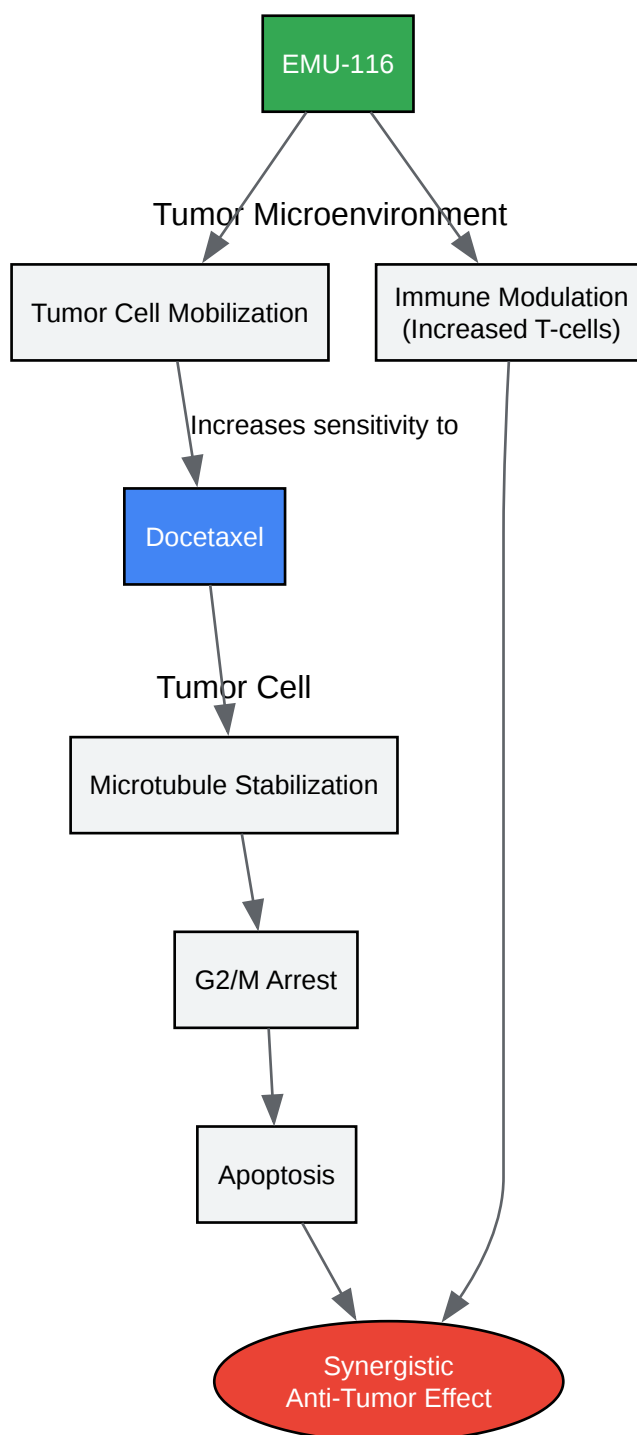 EMU-116
Tumor Microenvironment
Tumor Cell Mobilization
Immune Modulation
(Increased T-cells)
Increases sensitivity to
Docetaxel
Tumor Cell
Microtubule Stabilization
G2/M Arrest
Apoptosis
Synergistic
Anti-Tumor Effect